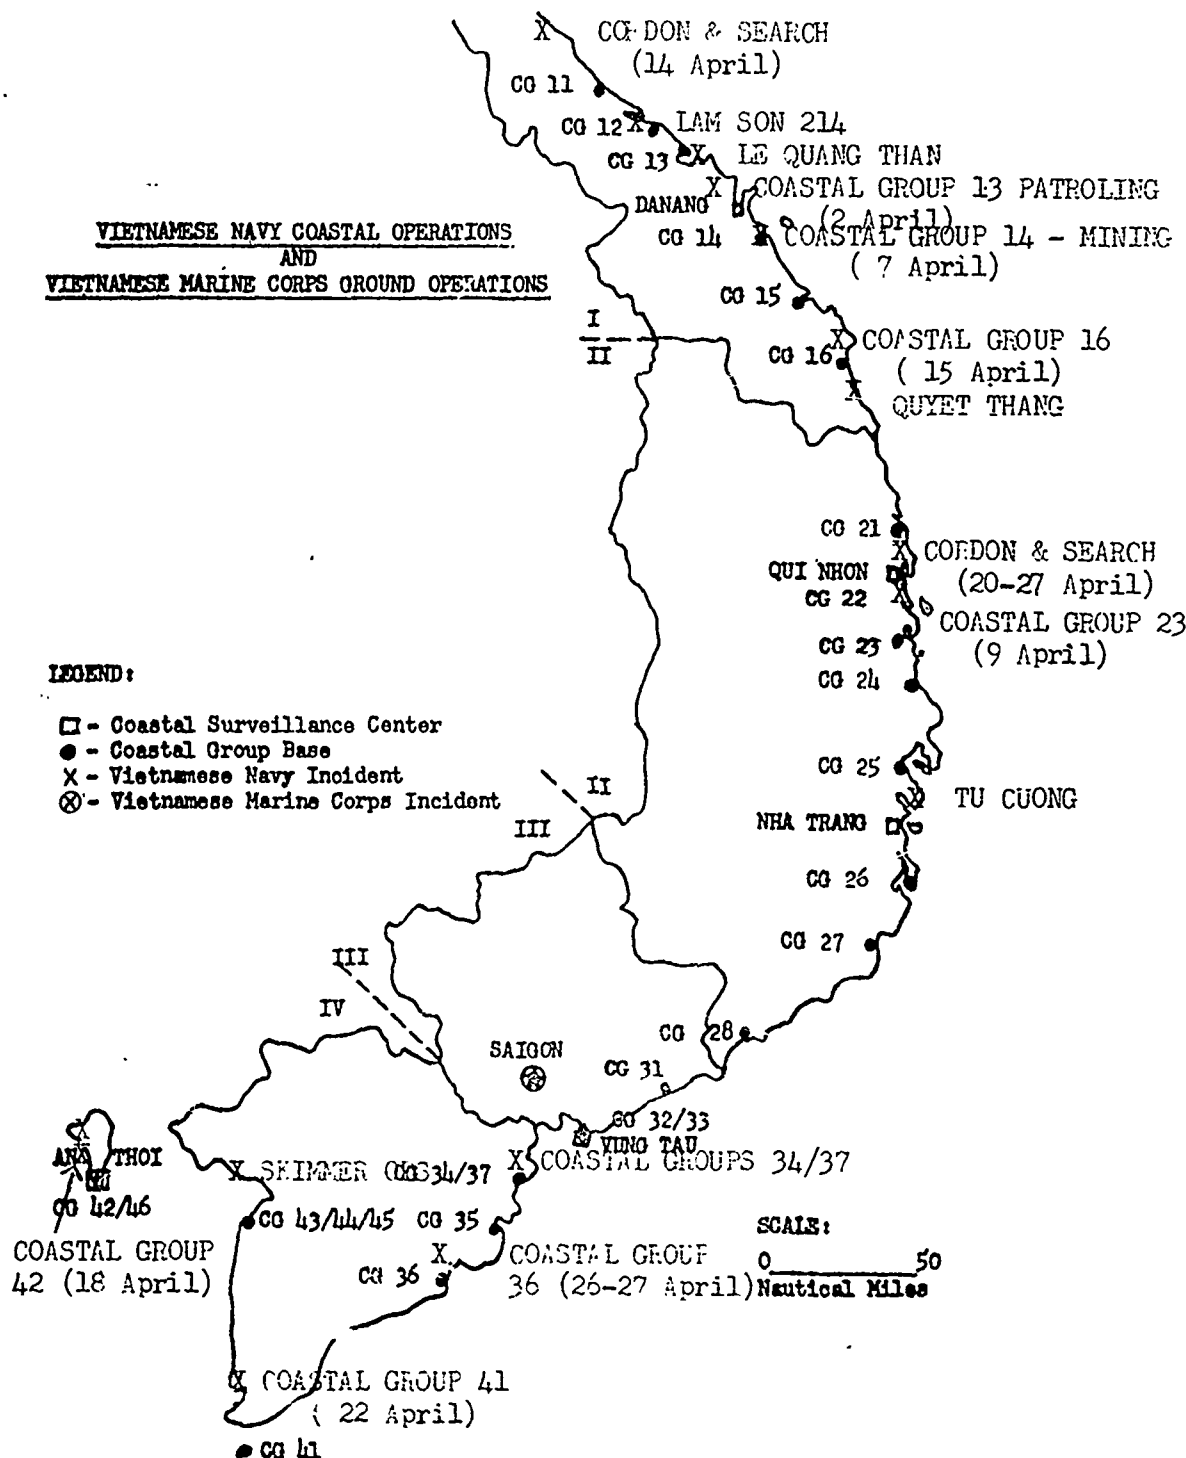 CORDON & SEARCH
(14 April)
CG 11
CG 12 X LAM SON 214
CG 13 X LE QUANG THAN
X COASTAL GROUP 13 PATROLING
DANANG
(2 April)
CG 14 X COASTAL GROUP 14 - MINING
( 7 April)
VIETNAMESE NAVY COASTAL OPERATIONS
AND
VIETNAMESE MARINE CORPS GROUND OPERATIONS
CG 15
I
II
X COASTAL GROUP 16
CG 16
( 15 April)
X
QUYET THANG
CG 21
X CORDON & SEARCH
QUI NHON
(20-27 April)
CG 22 X
COASTAL GROUP 23
CG 23
(9 April)
CG 24
LEGEND:
- Coastal Surveillance Center
- Coastal Group Base
X - Vietnamese Navy Incident
- Vietnamese Marine Corps Incident
CG 25
II
III
X TU CUONG
NHA TRANG
CG 26
CG 27
III
IV
CG 28
SAIGON
CG 31
CG 32/33
VUNG TAU
X
AN THOI
CG 42/46
COASTAL GROUP
42 (18 April)
X SKIMMER
CG 34/37
X COASTAL GROUPS 34/37
CG 43/44/45
CG 35
X COASTAL GROUP
CG 36
36 (26-27 April)
SCALE:
0 50
Nautical Miles
X COASTAL GROUP 41
( 22 April)
CG 41